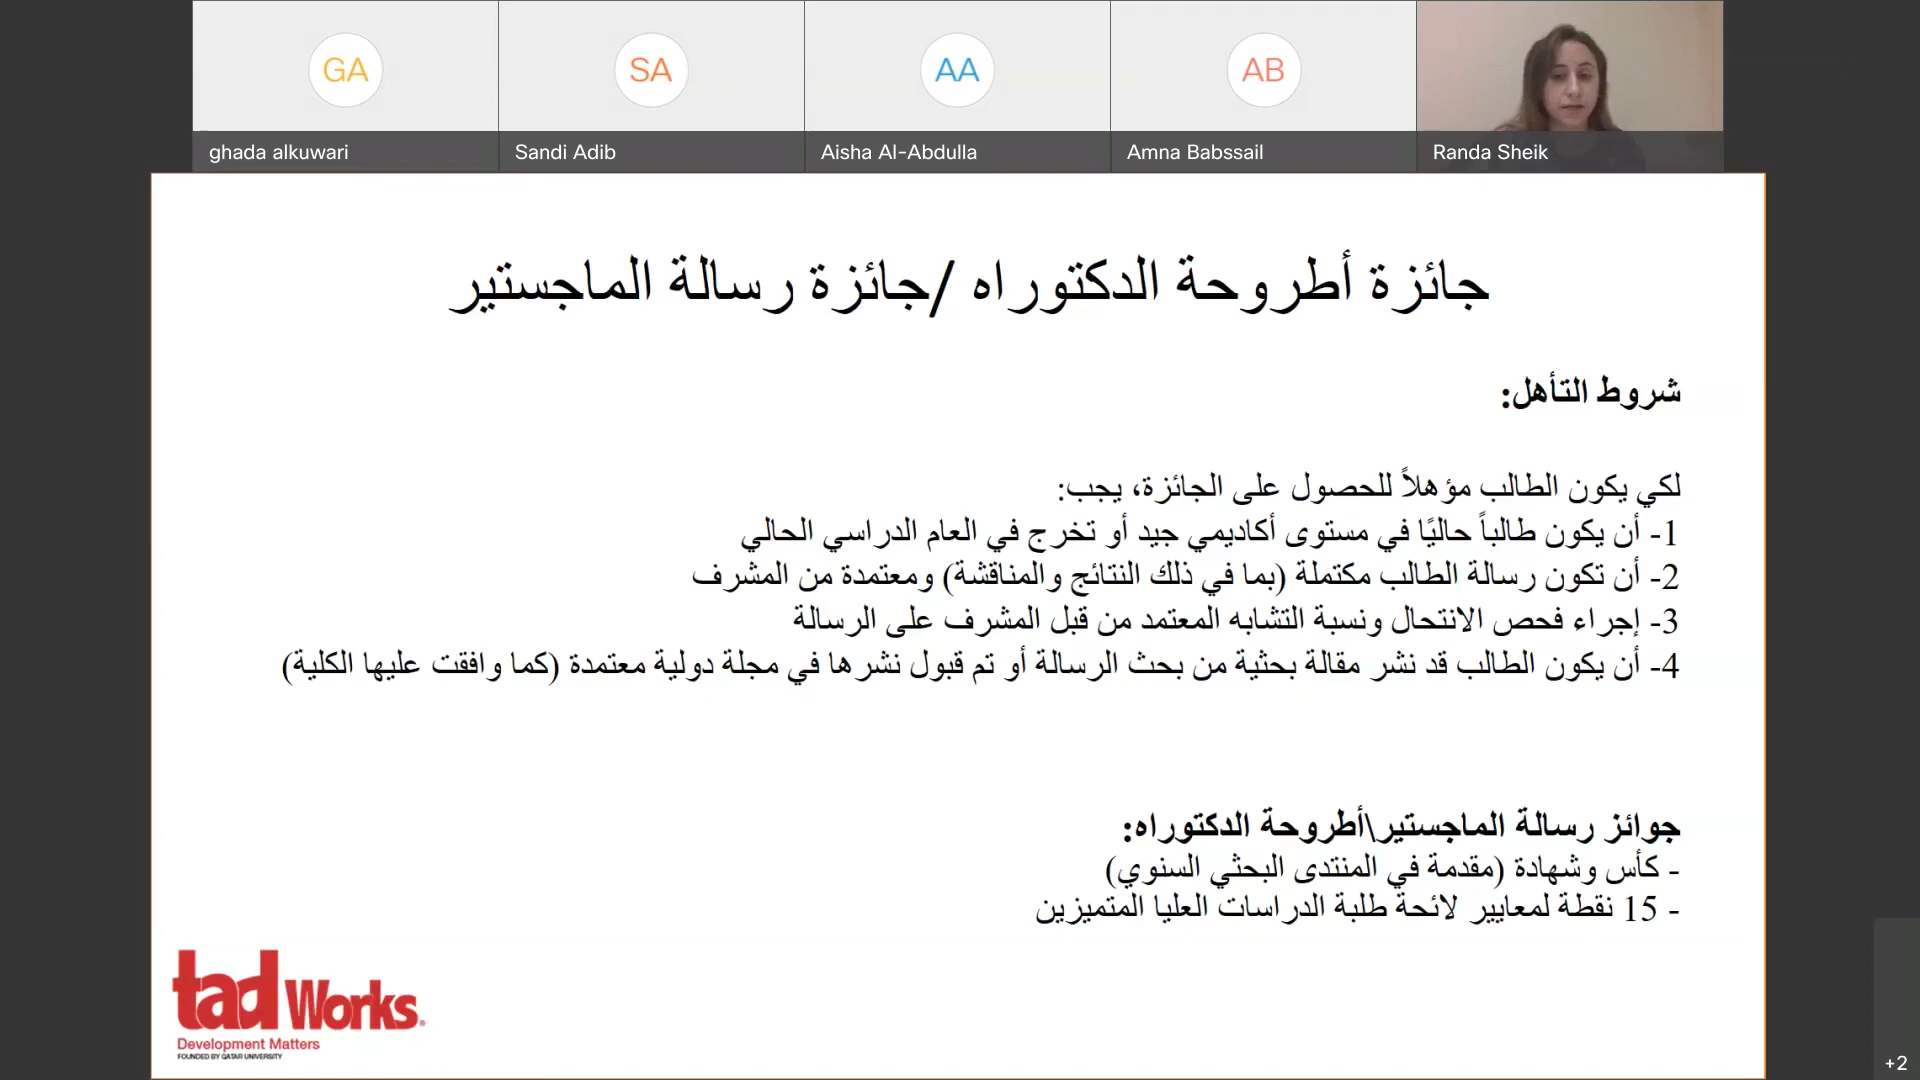 GA
SA
AA
AB
ghada alkuwari
Sandi Adib
Aisha Al-Abdulla
Amna Babssail
Randa Sheik
جائزة أطروحة الدكتوراه /جائزة رسالة الماجستير
شروط التأهل:
لكي يكون الطالب مؤهلاً للحصول على الجائزة، يجب:
1- أن يكون طالباً حاليًا في مستوى أكاديمي جيد أو تخرج في العام الدراسي الحالي
2- أن تكون رسالة الطالب مكتملة (بما في ذلك النتائج والمناقشة) ومعتمدة من المشرف
3- إجراء فحص الانتحال ونسبة التشابه المعتمد من قبل المشرف على الرسالة
4- أن يكون الطالب قد نشر مقالة بحثية من بحث الرسالة أو تم قبول نشرها في مجلة دولية معتمدة (كما وافقت عليها الكلية)
جوائز رسالة الماجستير\أطروحة الدكتوراه:
- كأس وشهادة (مقدمة في المنتدى البحثي السنوي)
- 15 نقطة لمعايير لائحة طلبة الدراسات العليا المتميزين
tad Works.
Development Matters
FOUNDED BY QATAR UNIVERSITY
+2